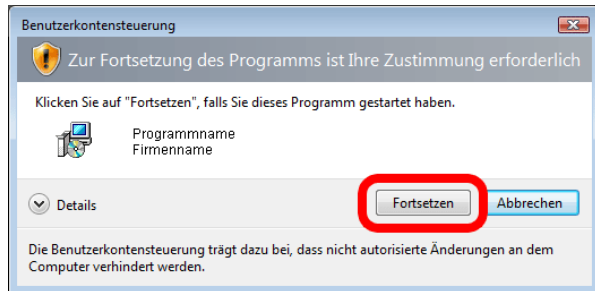 Benutzerkontensteuerung
Zur Fortsetzung des Programms ist Ihre Zustimmung erforderlich
Klicken Sie auf "Fortsetzen", falls Sie dieses Programm gestartet haben.
Programmname
Firmenname
Details
Fortsetzen
Abbrechen
Die Benutzerkontensteuerung trägt dazu bei, dass nicht autorisierte Änderungen an dem
Computer verhindert werden.